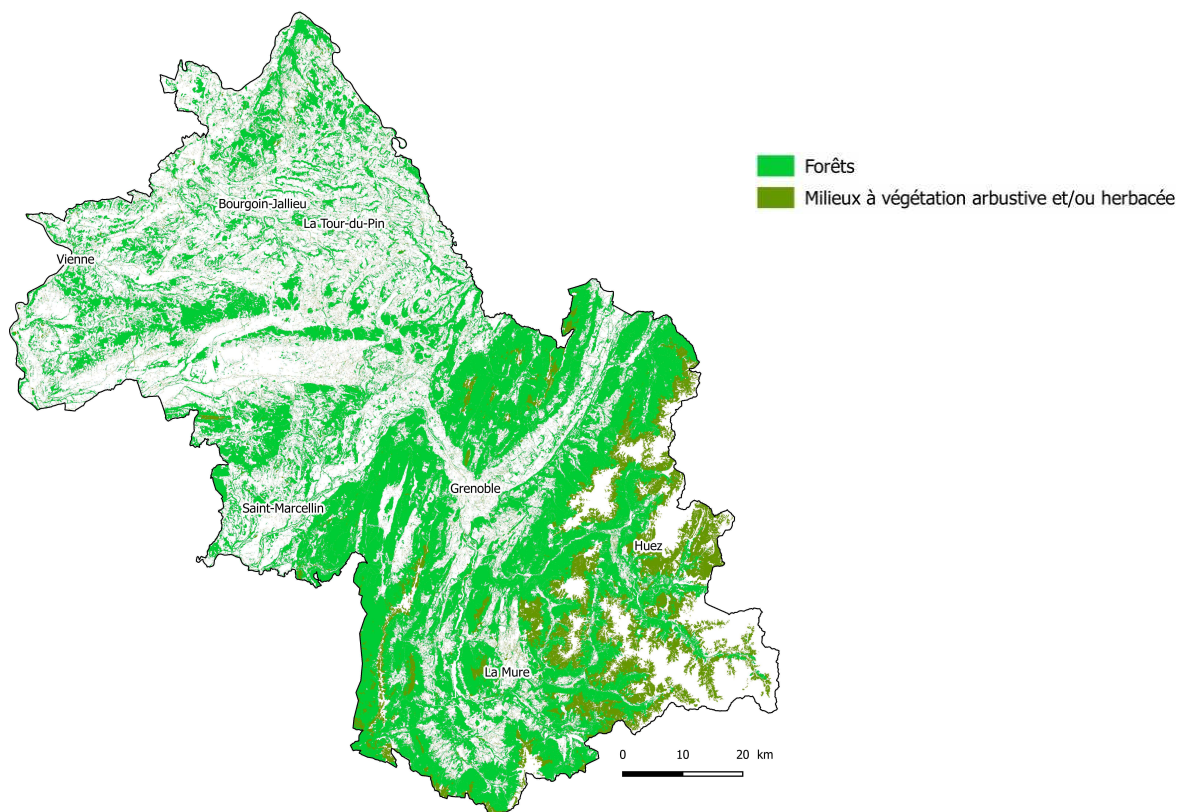 Forêts
Milieux à végétation arbustive et/ou herbacée
Bourgoin-Jallieu
La Tour-du-Pin
Vienne
Grenoble
Saint-Marcellin
Huez
La Mure
0 10 20 km